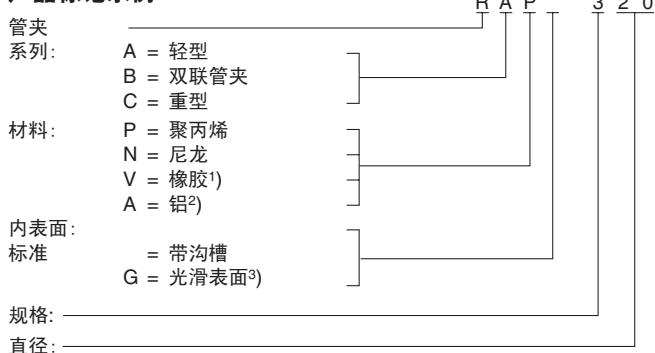 R A P 3 2 0
管夹
系列: A = 轻型
B = 双联管夹
C = 重型
材料: P = 聚丙烯
N = 尼龙
V = 橡胶¹)
A = 铝²)
内表面:
标准 = 带沟槽
G = 光滑表面³)
规格:
直径: